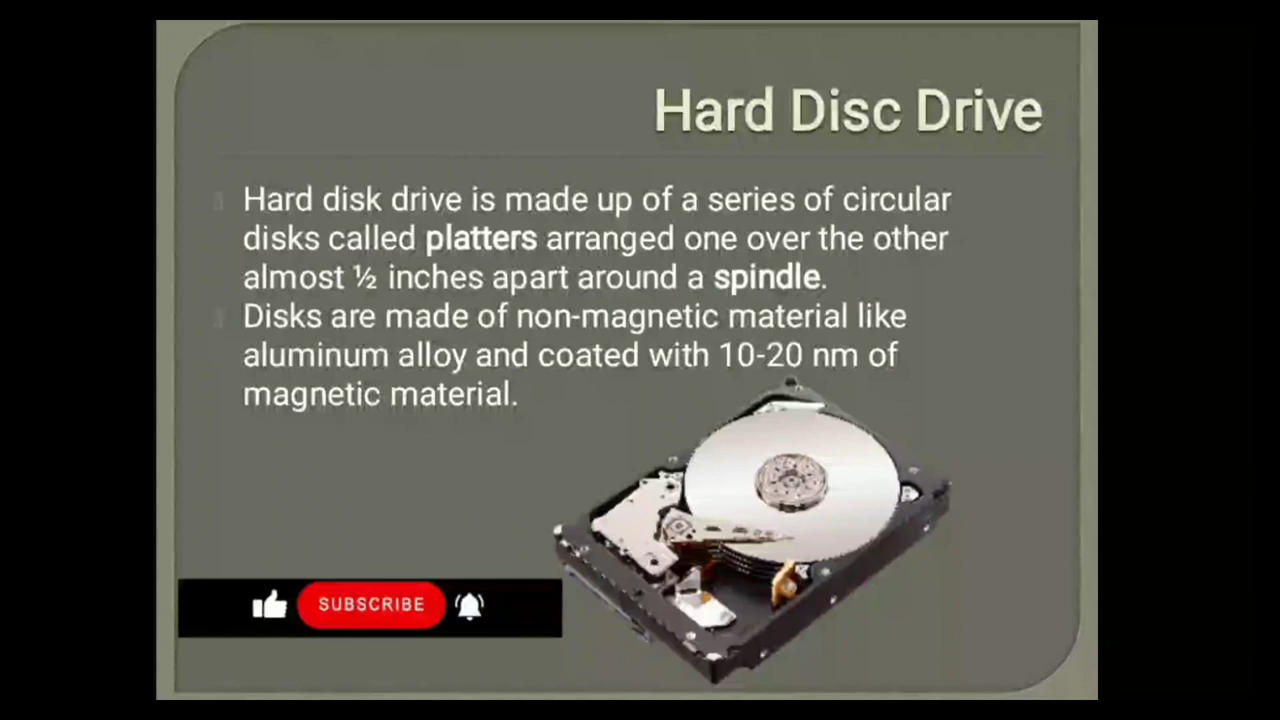 Hard Disc Drive
Hard disk drive is made up of a series of circular
disks called platters arranged one over the other
almost ½ inches apart around a spindle.
Disks are made of non-magnetic material like
aluminum alloy and coated with 10-20 nm of
magnetic material.
SUBSCRIBE